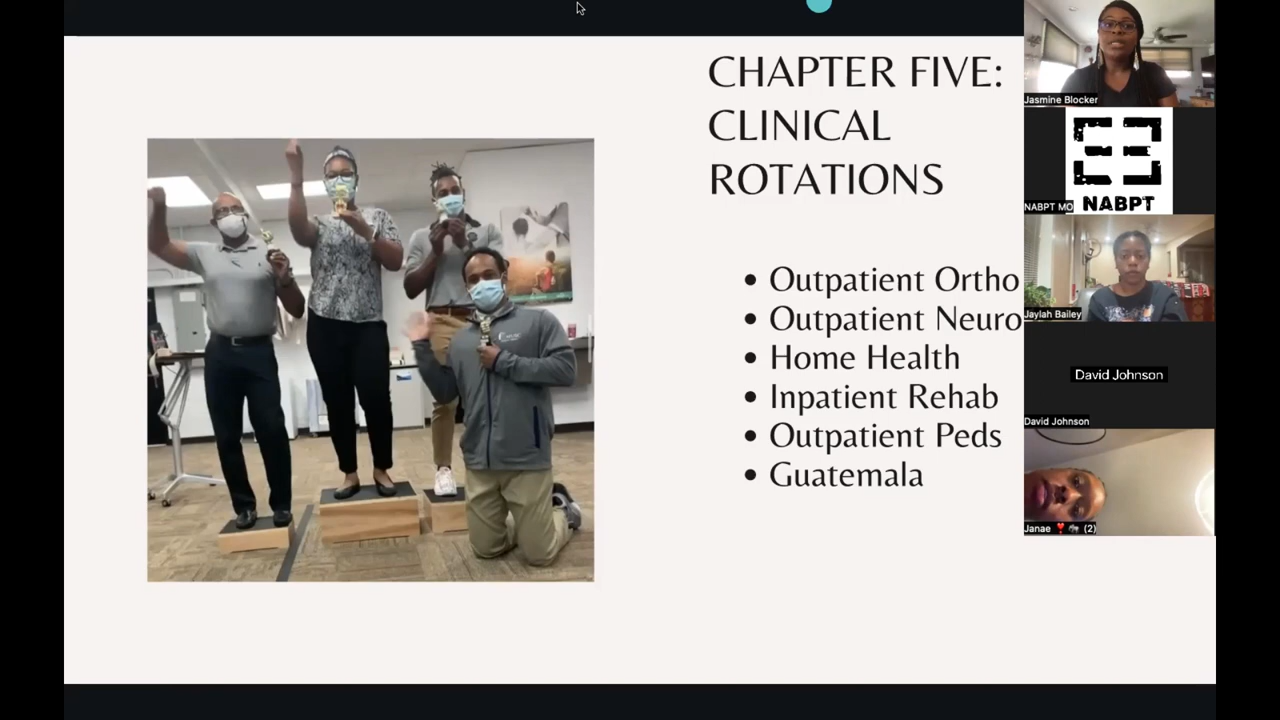 CHAPTER FIVE:
CLINICAL
ROTATIONS
• Outpatient Ortho
• Outpatient Neuro
• Home Health
• Inpatient Rehab
• Outpatient Peds
• Guatemala
Jasmine Blocker
NABPT
NABPT MO
Jaylah Bailey
David Johnson
David Johnson
Janae ❣️🦓 (2)